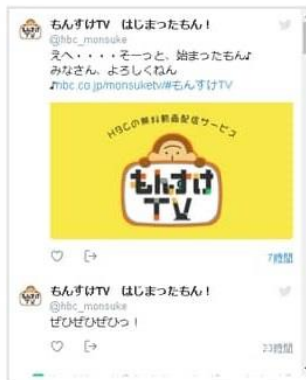 もんすけTV はじまったもん！
@hbc_monsuke
えへ・・・・そーっと、始まったもん♪
みなさん、よろしくねん
♪hbc.co.jp/monsuketv/#もんすけTV
HBCの無料動画配信サービス
もんすけ
TV
7時間
もんすけTV はじまったもん！
@hbc_monsuke
ぜひぜひぜひっ！
23時間